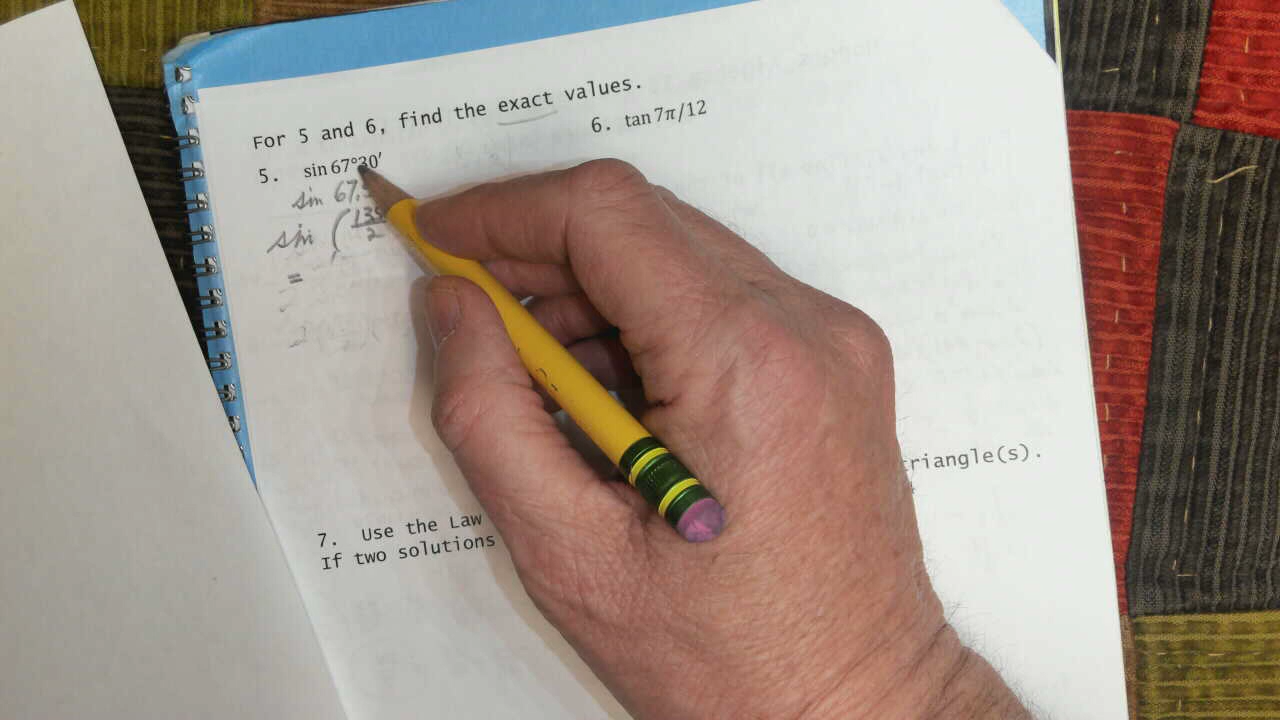 For 5 and 6, find the exact values.
5. sin 67°30′
6. tan 7π/12
sin 67.
sin (135/2
=
7. Use the Law
If two solutions
triangle(s).